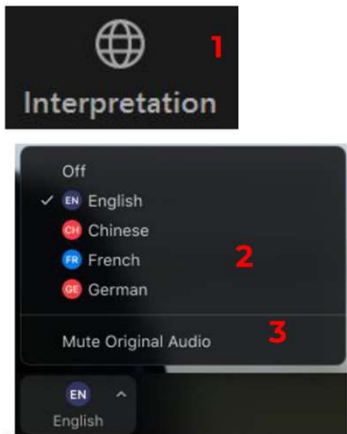 1
Interpretation
Off
EN English
CH Chinese
FR French
2
GE German
Mute Original Audio 3
EN
English